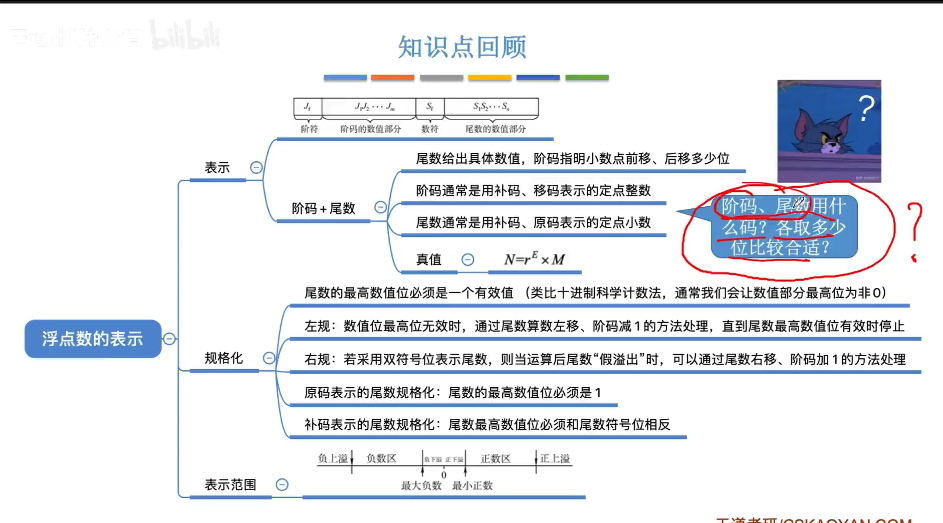 bilibili
知识点回顾
J_f J₁J₂ ⋯ J_m S_f S₁S₂ ⋯ S_n
阶符 阶码的数值部分 数符 尾数的数值部分
?
表示
尾数给出具体数值，阶码指明小数点前移、后移多少位
阶码通常是用补码、移码表示的定点整数
阶码+尾数
尾数通常是用补码、原码表示的定点小数
真值 N=r^E×M
阶码、尾数用什
么码？各取多少
位比较合适？
?
浮点数的表示
规格化
尾数的最高数值位必须是一个有效值 （类比十进制科学计数法，通常我们会让数值部分最高位为非0）
左规：数值位最高位无效时，通过尾数算数左移、阶码减1的方法处理，直到尾数最高数值位有效时停止
右规：若采用双符号位表示尾数，则当运算后尾数“假溢出”时，可以通过尾数右移、阶码加1的方法处理
原码表示的尾数规格化：尾数的最高数值位必须是1
补码表示的尾数规格化：尾数最高数值位必须和尾数符号位相反
表示范围
负上溢 负数区 负下溢 正下溢 正数区 正上溢
0
最大负数 最小正数
王道考研/CSKAOYAN.COM